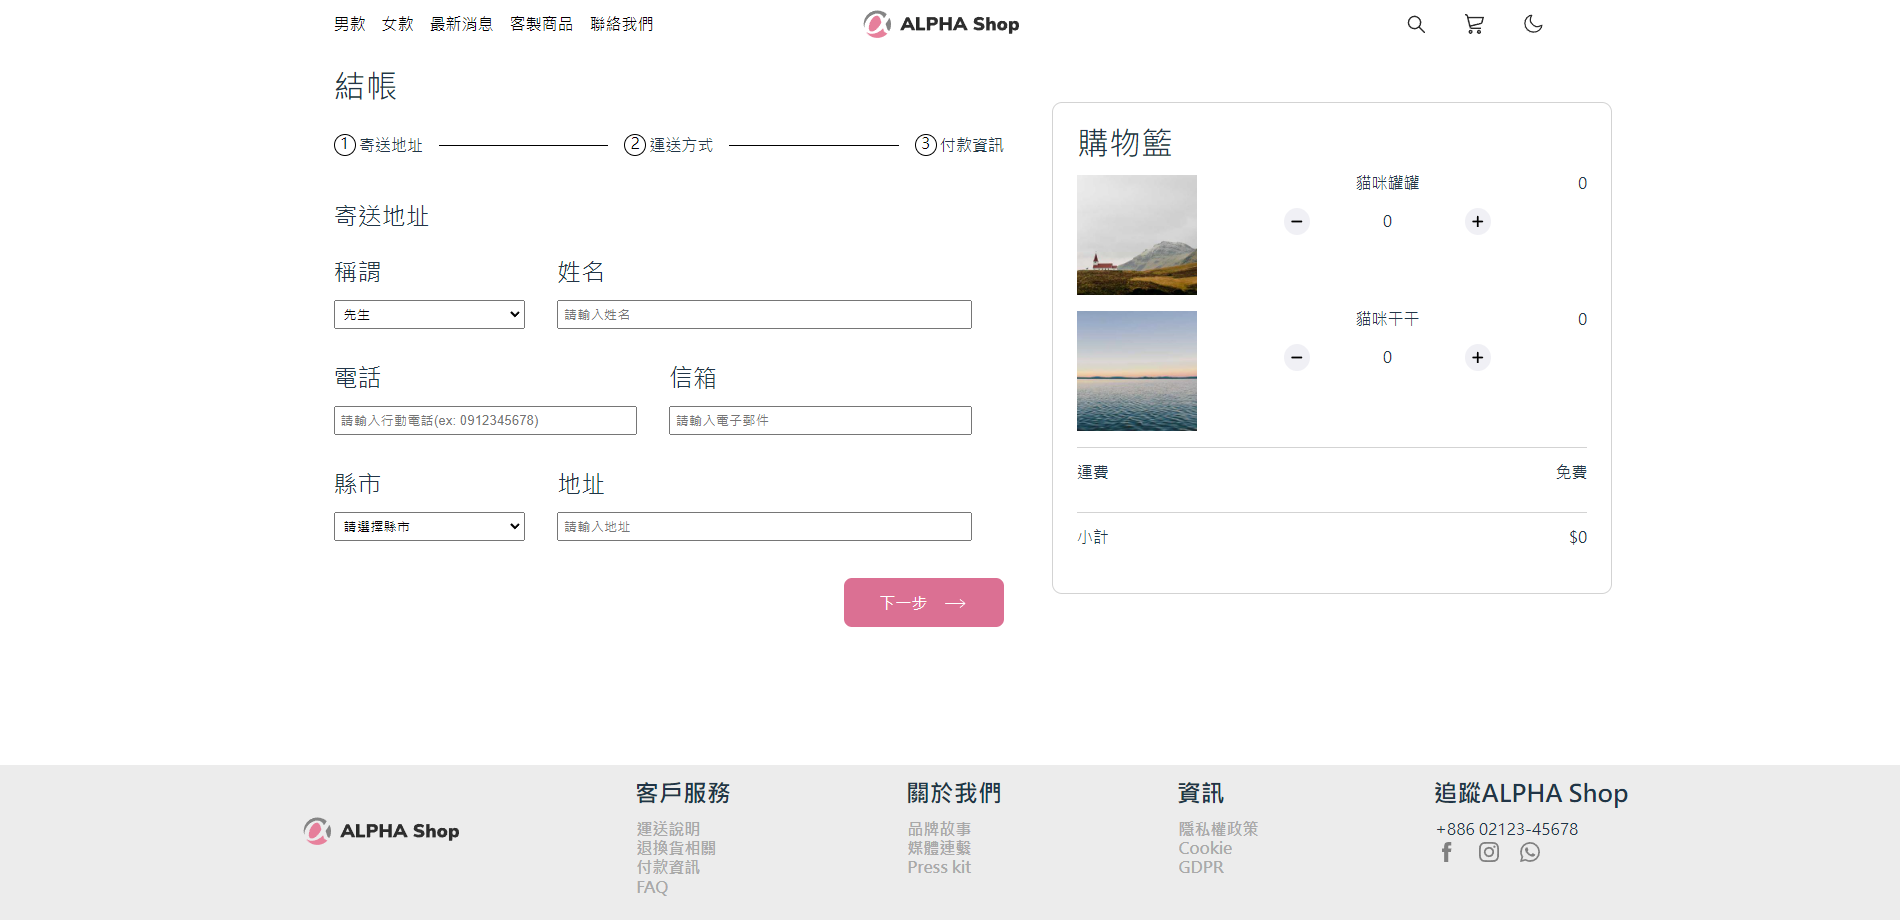 男款 女款 最新消息 客製商品 聯絡我們
ALPHA Shop
結帳
1 寄送地址
2 運送方式
3 付款資訊
寄送地址
稱謂
姓名
先生
請輸入姓名
電話
信箱
請輸入行動電話(ex: 0912345678)
請輸入電子郵件
縣市
地址
請選擇縣市
請輸入地址
下一步
購物籃
貓咪罐罐
0
0
貓咪干干
0
0
運費 免費
小計 $0
ALPHA Shop
客戶服務
運送說明
退換貨相關
付款資訊
FAQ
關於我們
品牌故事
媒體連繫
Press kit
資訊
隱私權政策
Cookie
GDPR
追蹤ALPHA Shop
+886 02123-45678